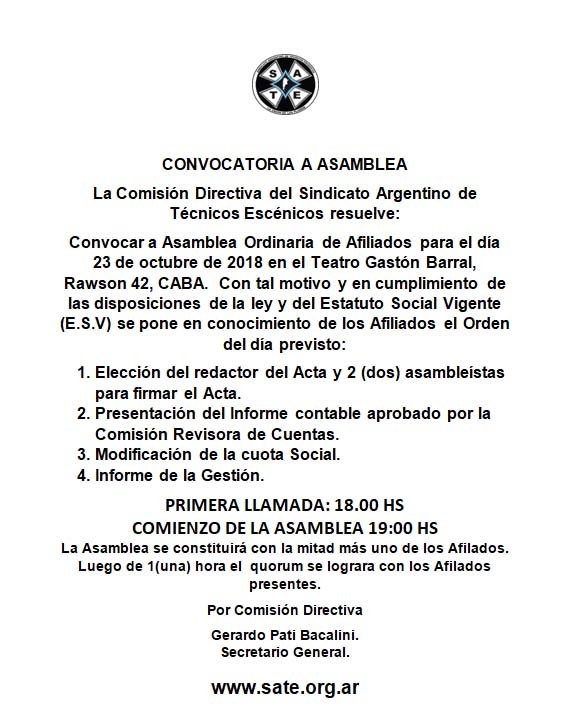 S A
T E
CONVOCATORIA A ASAMBLEA
La Comisión Directiva del Sindicato Argentino de
Técnicos Escénicos resuelve:
Convocar a Asamblea Ordinaria de Afiliados para el día
23 de octubre de 2018 en el Teatro Gastón Barral,
Rawson 42, CABA. Con tal motivo y en cumplimiento de
las disposiciones de la ley y del Estatuto Social Vigente
(E.S.V) se pone en conocimiento de los Afiliados el Orden
del día previsto:
1. Elección del redactor del Acta y 2 (dos) asambleístas
para firmar el Acta.
2. Presentación del Informe contable aprobado por la
Comisión Revisora de Cuentas.
3. Modificación de la cuota Social.
4. Informe de la Gestión.
PRIMERA LLAMADA: 18.00 HS
COMIENZO DE LA ASAMBLEA 19:00 HS
La Asamblea se constituirá con la mitad más uno de los Afilados.
Luego de 1(una) hora el quorum se lograra con los Afilados
presentes.
Por Comisión Directiva
Gerardo Pati Bacalini.
Secretario General.
www.sate.org.ar